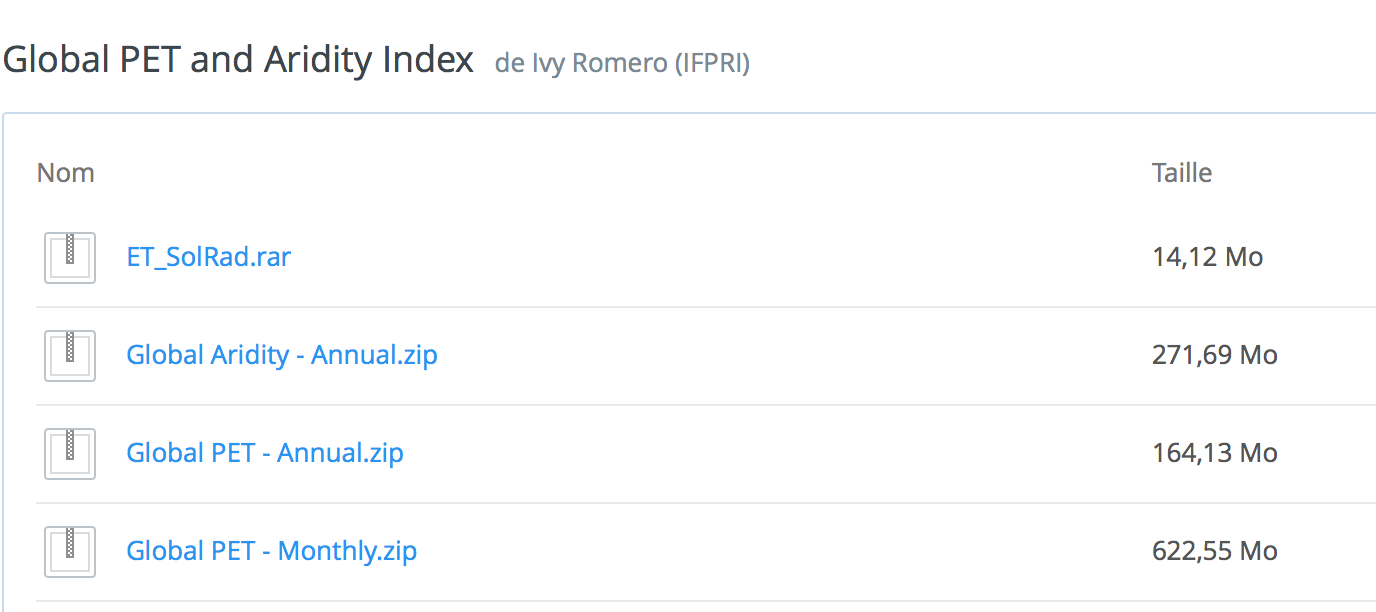 Global PET and Aridity Index de Ivy Romero (IFPRI)
Nom Taille
ET_SolRad.rar 14,12 Mo
Global Aridity - Annual.zip 271,69 Mo
Global PET - Annual.zip 164,13 Mo
Global PET - Monthly.zip 622,55 Mo